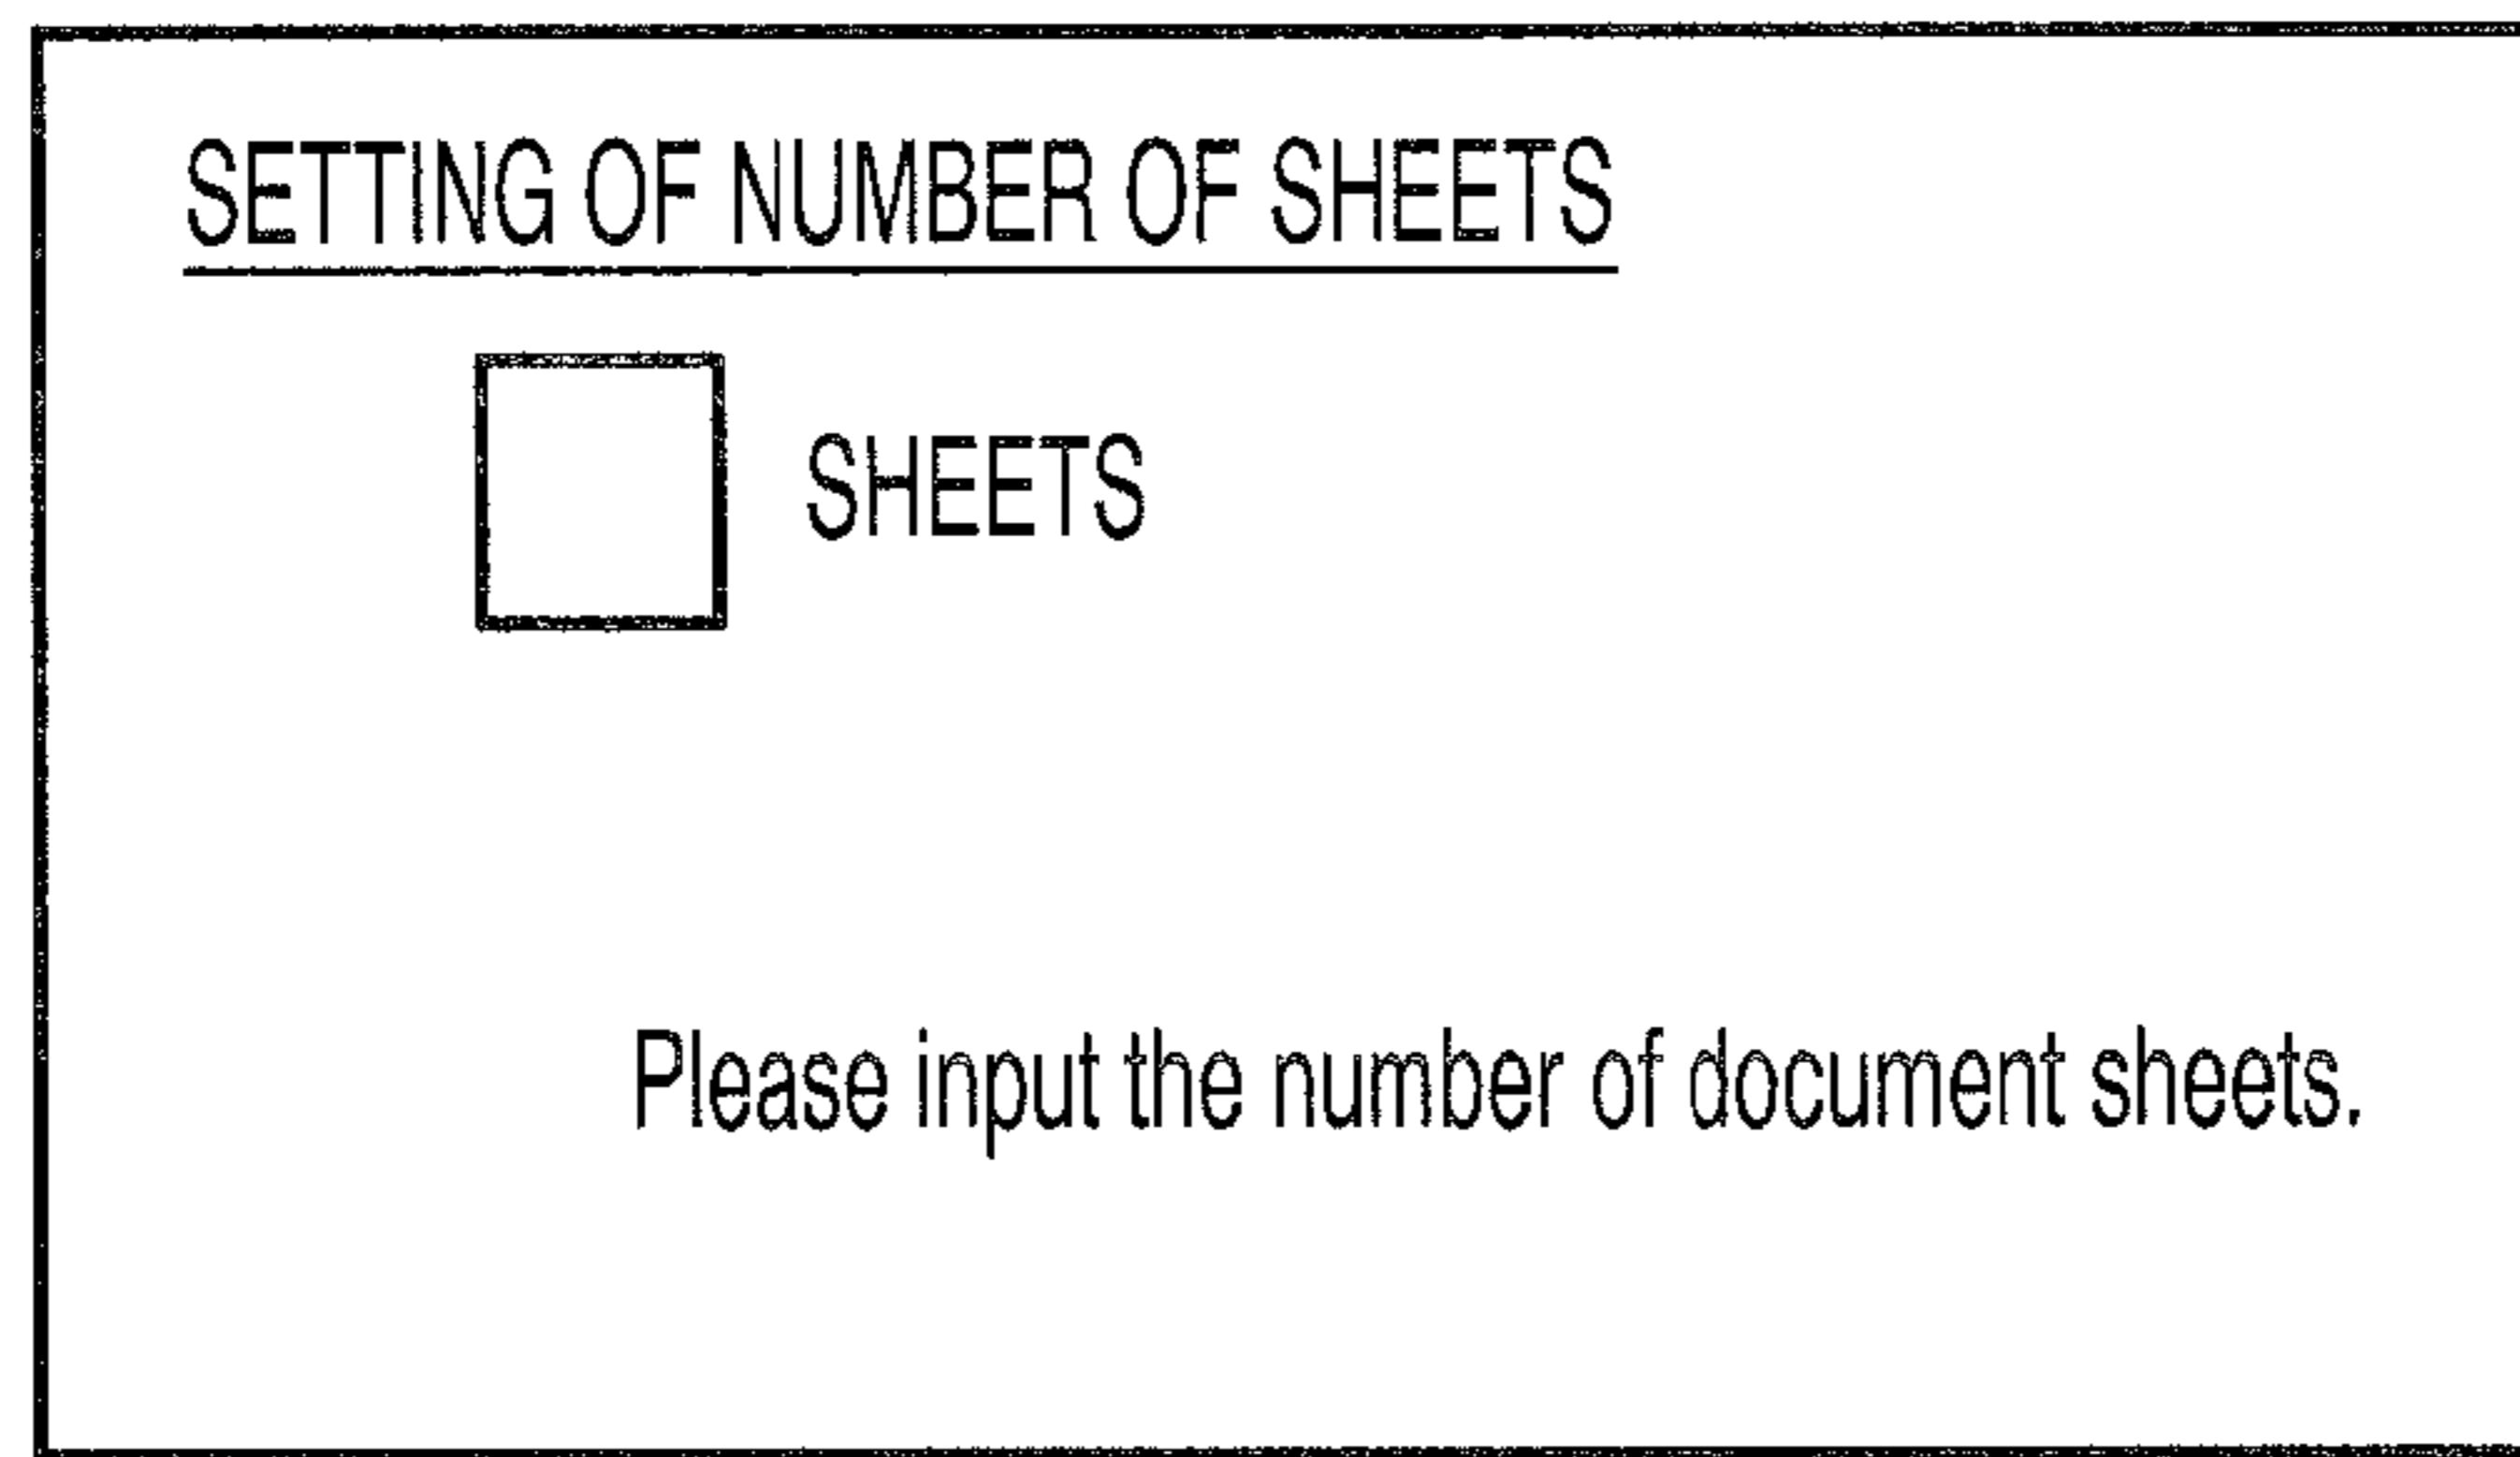 SETTING OF NUMBER OF SHEETS
SHEETS
Please input the number of document sheets.